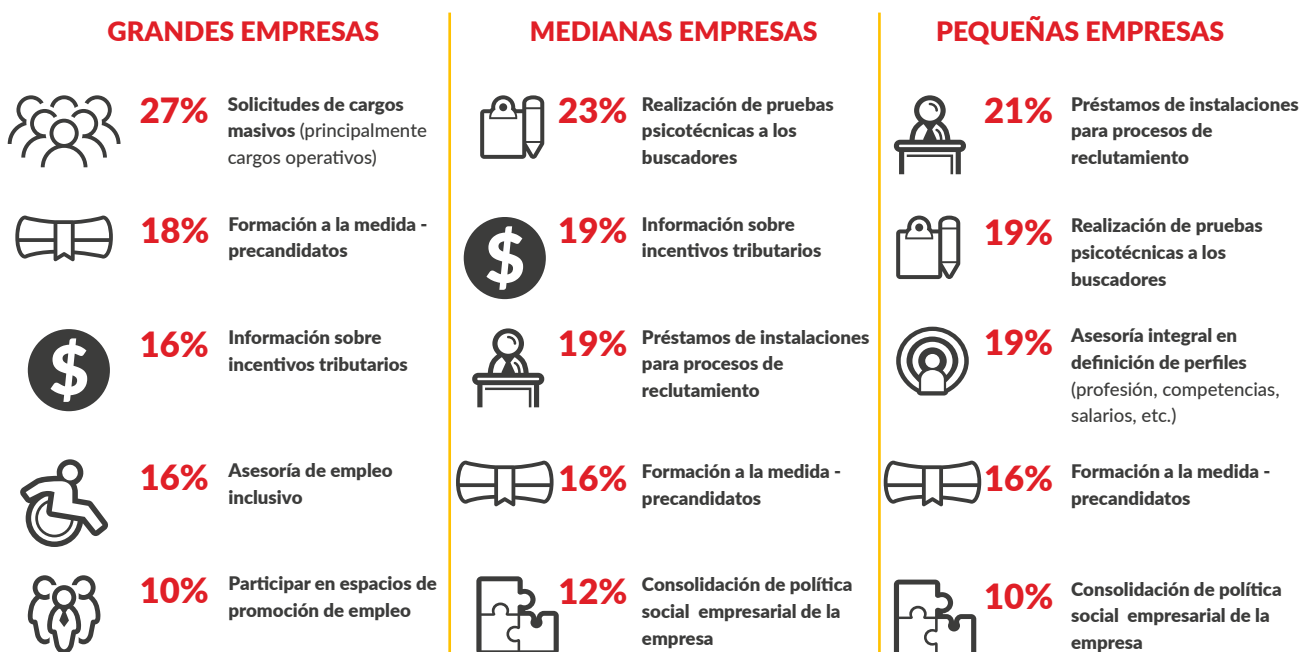 GRANDES EMPRESAS
27%
Solicitudes de cargos
masivos (principalmente
cargos operativos)
18%
Formación a la medida -
precandidatos
16%
Información sobre
incentivos tributarios
16%
Asesoría de empleo
inclusivo
10%
Participar en espacios de
promoción de empleo
MEDIANAS EMPRESAS
23%
Realización de pruebas
psicotécnicas a los
buscadores
19%
Información sobre
incentivos tributarios
19%
Préstamos de instalaciones
para procesos de
reclutamiento
16%
Formación a la medida -
precandidatos
12%
Consolidación de política
social empresarial de la
empresa
PEQUEÑAS EMPRESAS
21%
Préstamos de instalaciones
para procesos de
reclutamiento
19%
Realización de pruebas
psicotécnicas a los
buscadores
19%
Asesoría integral en
definición de perfiles
(profesión, competencias,
salarios, etc.)
16%
Formación a la medida -
precandidatos
10%
Consolidación de política
social empresarial de la
empresa